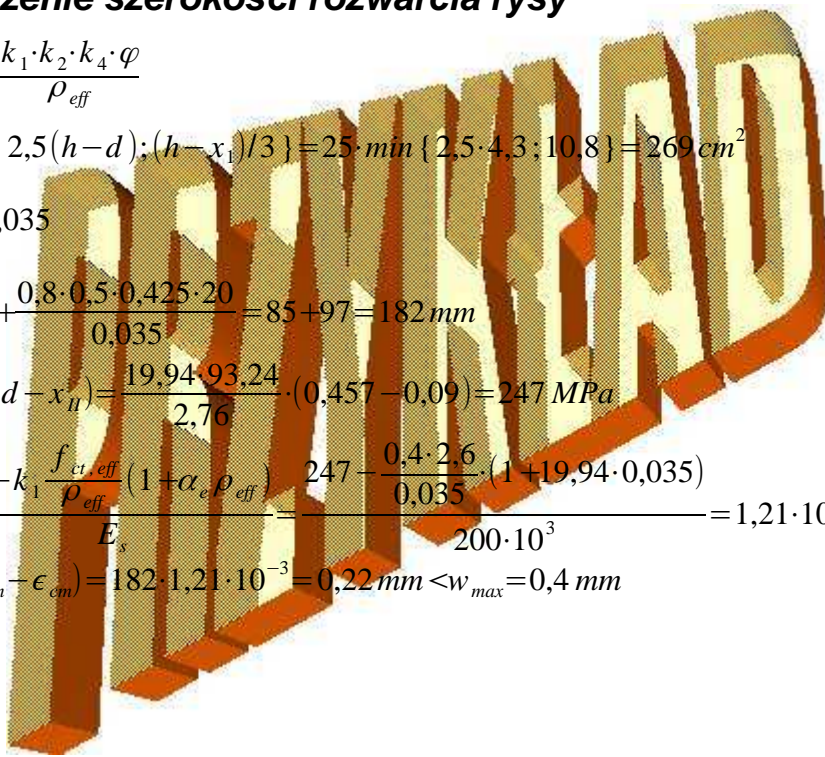 zenie szerokości rozwarcia rysy
k₁·k₂·k₄·φ
ρ_eff
2,5(h−d);(h−x₁)/3}=25·min{2,5·4,3;10,8}=269 cm²
,035
+ 0,8·0,5·0,425·20 / 0,035 =85+97=182 mm
d−x_II)= 19,94·93,24 / 2,76 ·(0,457−0,09)=247 MPa
−k₁ f_ct,eff / ρ_eff (1+α_e ρ_eff) / E_s = 247− 0,4·2,6 / 0,035 ·(1+19,94·0,035) / 200·10³ =1,21·10
−ϵ_cm)=182·1,21·10⁻³=0,22 mm<w_max=0,4 mm